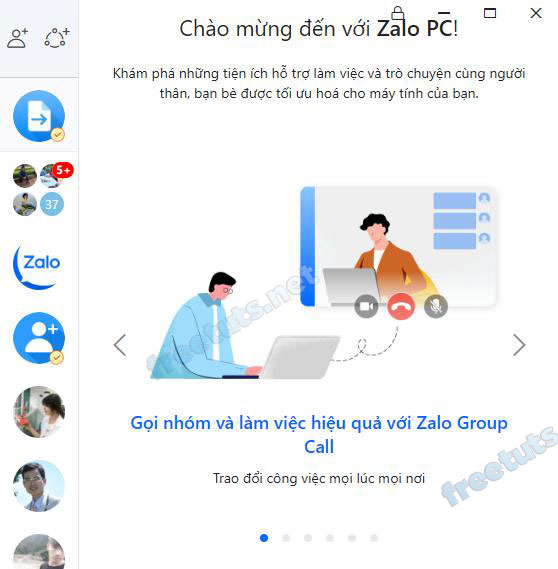 Chào mừng đến với Zalo PC!
Khám phá những tiện ích hỗ trợ làm việc và trò chuyện cùng người
thân, bạn bè được tối ưu hoá cho máy tính của bạn.
5+
37
Zalo
freetuts.net
Gọi nhóm và làm việc hiệu quả với Zalo Group
Call
Trao đổi công việc mọi lúc mọi nơi
freetuts